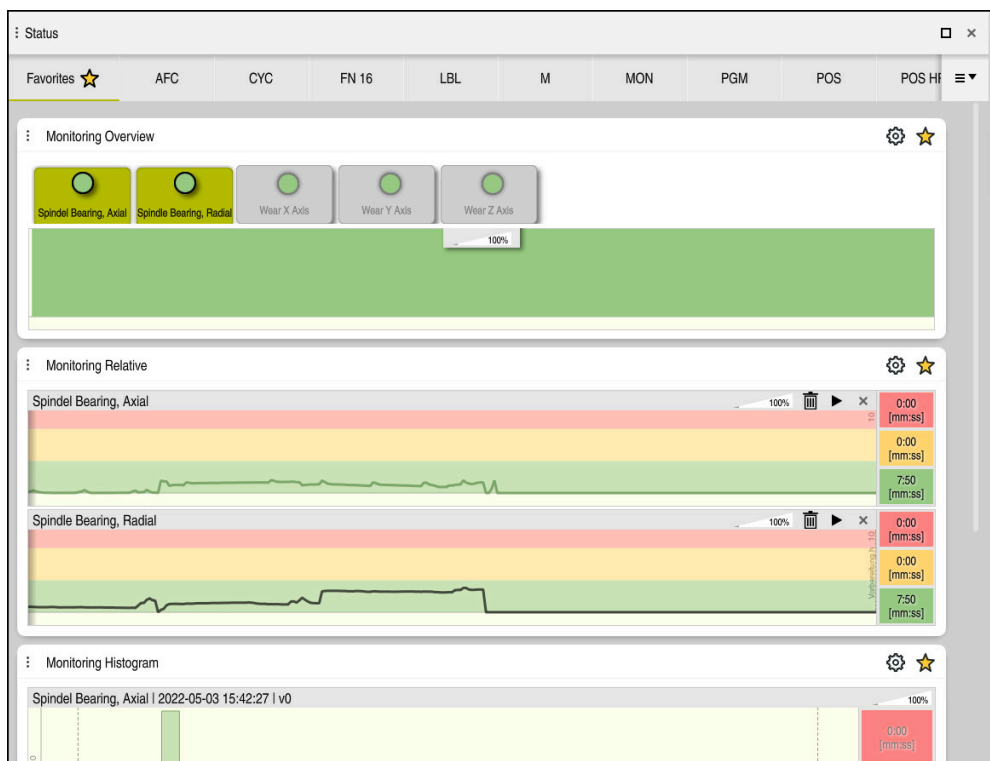 Status
Favorites AFC CYC FN 16 LBL M MON PGM POS POS HR
Monitoring Overview
Spindel Bearing, Axial Spindle Bearing, Radial Wear X Axis Wear Y Axis Wear Z Axis
100%
Monitoring Relative
Spindel Bearing, Axial 100% 0:00
10 [mm:ss]
0:00
[mm:ss]
7:50
[mm:ss]
Spindle Bearing, Radial 100% 0:00
[mm:ss]
Vorbereitung N 10
0:00
[mm:ss]
7:50
[mm:ss]
Monitoring Histogram
Spindel Bearing, Axial | 2022-05-03 15:42:27 | v0 100%
0:00
[mm:ss]